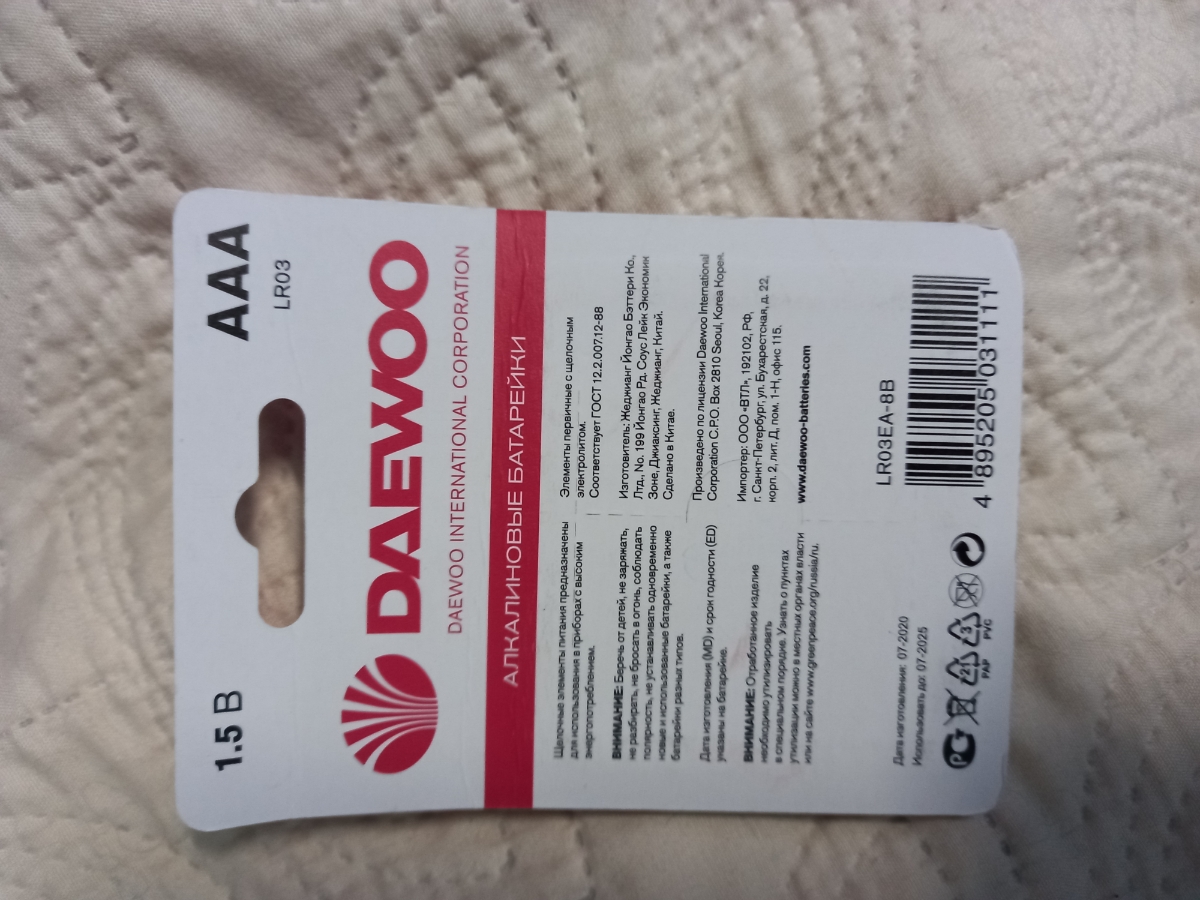 1.5 В
AAA
LR03
DAEWOO
DAEWOO INTERNATIONAL CORPORATION
АЛКАЛИНОВЫЕ БАТАРЕЙКИ
Щелочные элементы питания предназначены
для использования в приборах с высоким
энергопотреблением.
ВНИМАНИЕ: Беречь от детей, не заряжать,
не разбирать, не бросать в огонь, соблюдать
полярность, не устанавливать одновременно
новые и использованные батарейки, а также
батарейки разных типов.
Дата изготовления (MD) и срок годности (ED)
указаны на батарейке.
ВНИМАНИЕ: Отработанное изделие
необходимо утилизировать
в специальном порядке. Узнать о пунктах
утилизации можно в местных органах власти
или на сайте www.greenpeace.org/russia/ru.
Элементы первичные с щелочным
электролитом.
Соответствует ГОСТ 12.2.007.12-88
Изготовитель: Жеджианг Йонгао Бэттери Ко.,
Лтд., No. 199 Йонгао Рд. Соус Лейк Экономик
Зоне, Джиаксинг, Жеджианг, Китай.
Сделано в Китае.
Произведено по лицензии Daewoo International
Corporation C.P.O. Box 2810 Seoul, Korea Корея.
Импортер: ООО «ВТЛ», 192102, РФ,
г. Санкт-Петербург, ул. Бухарестская, д. 22,
корп. 2, лит. Д, пом. 1-Н, офис 115.
www.daewoo-batteries.com
Дата изготовления: 07-2020
Использовать до: 07-2025
21
PAP
3
PVC
LR03EA-8B
4 895205 031111